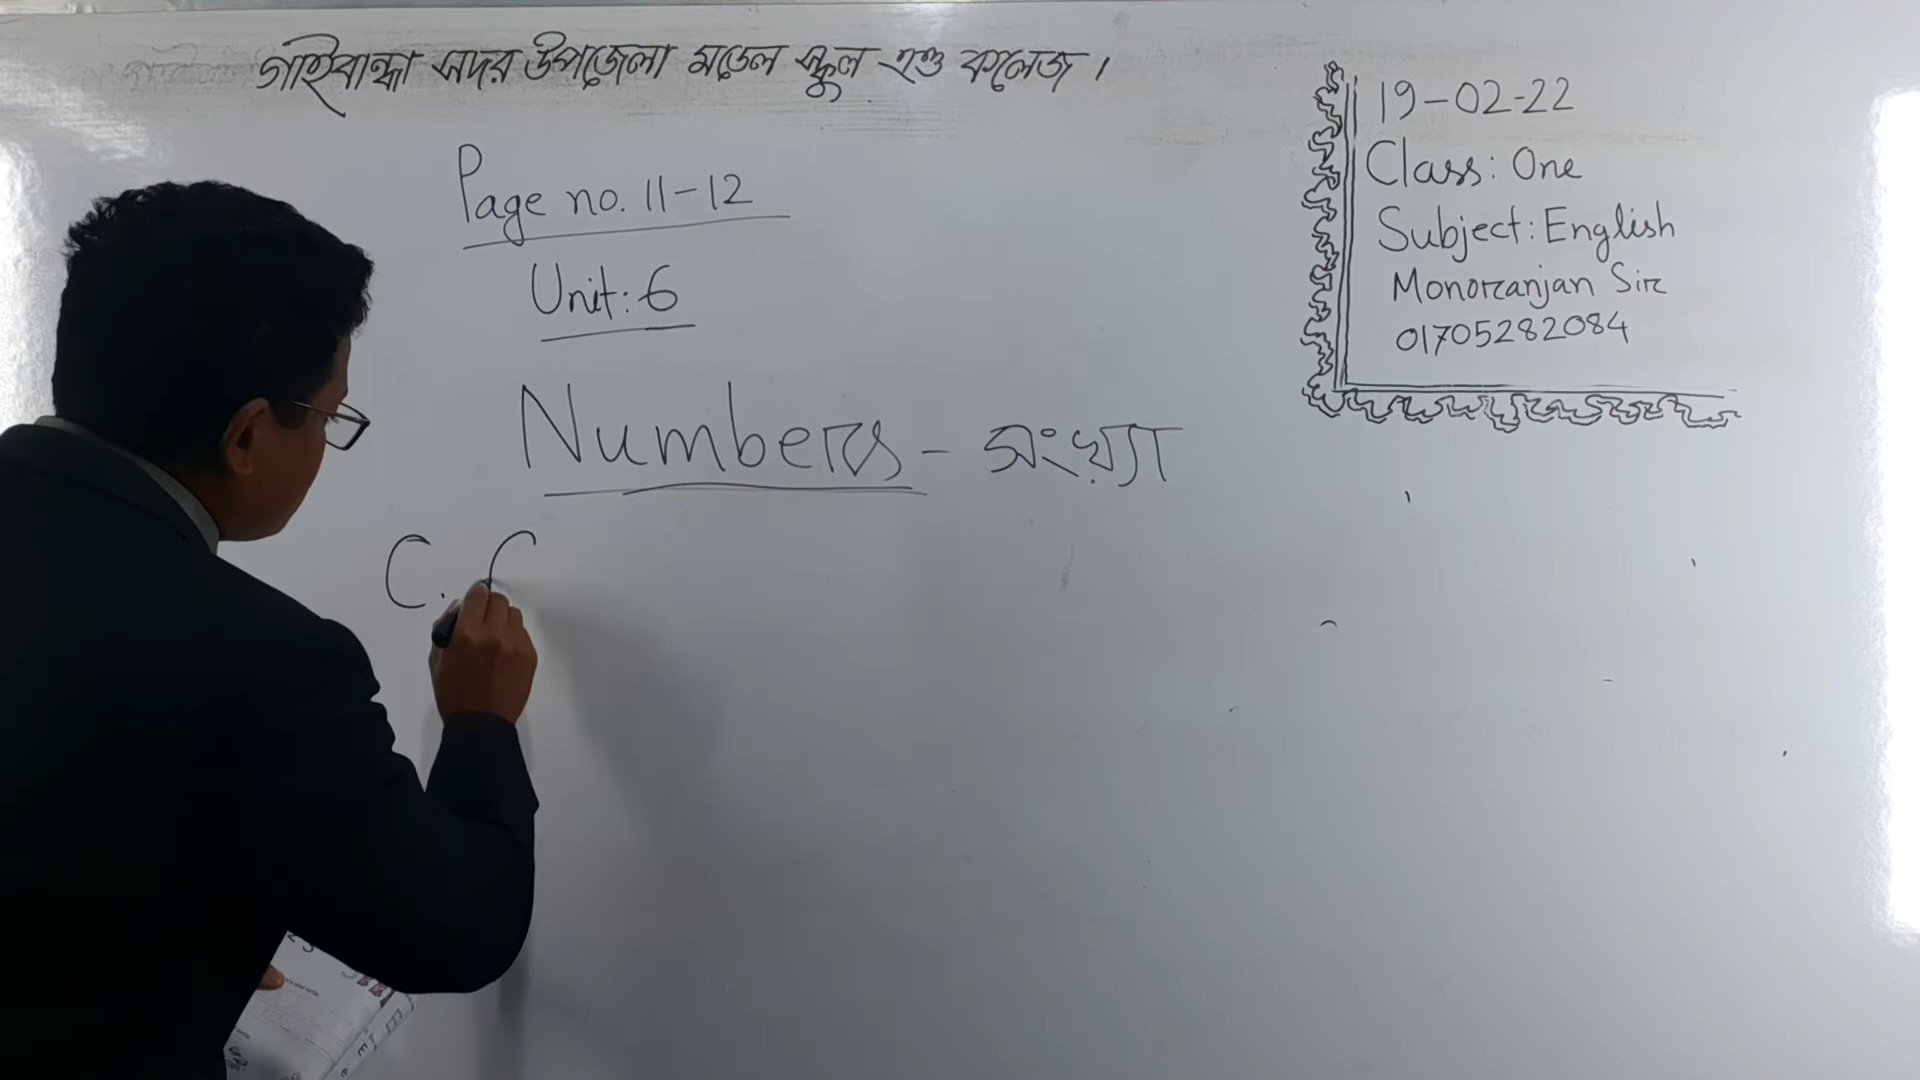 গাইবান্ধা সদর উপজেলা মডেল স্কুল এণ্ড কলেজ।
19-02-22
Class: One
Subject: English
Monoranjan Sir
01705282084
Page no. 11-12
Unit: 6
Numbers - সংখ্যা
C.